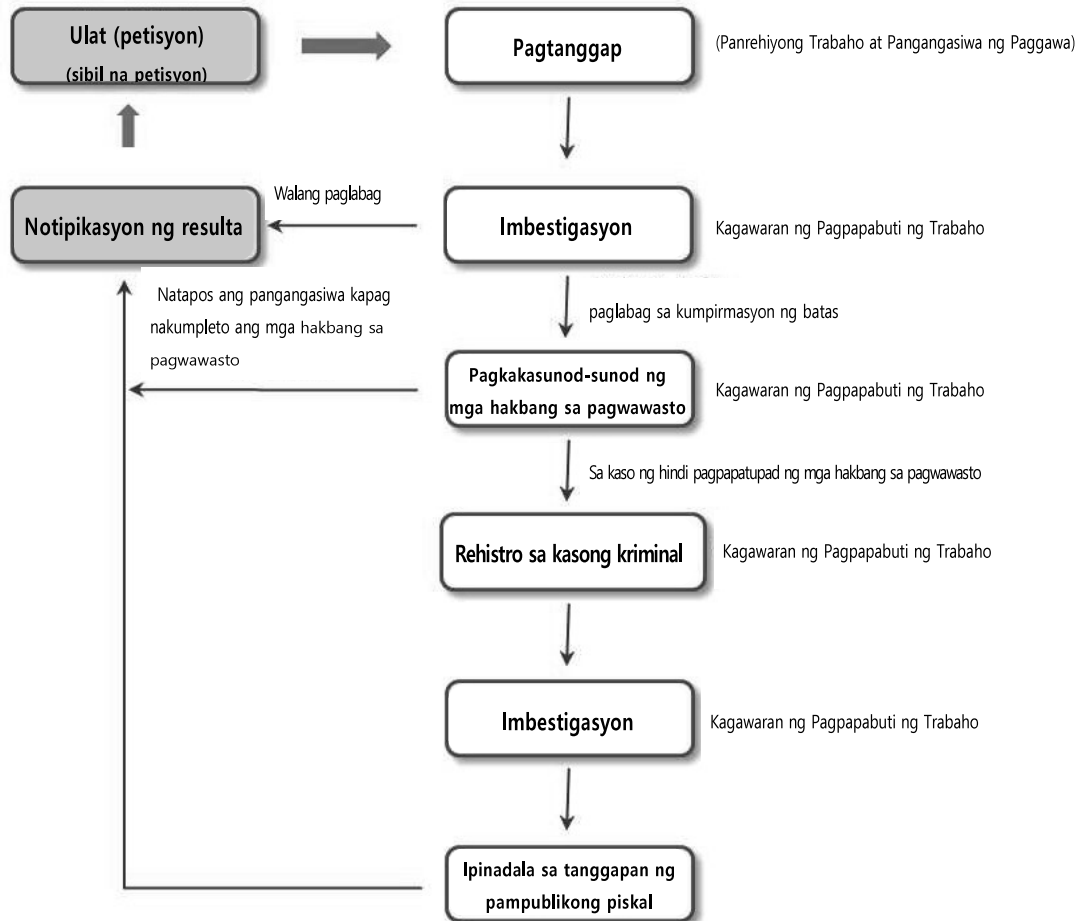 Ulat (petisyon)
(sibil na petisyon)
Pagtanggap
(Panrehiyong Trabaho at Pangangasiwa ng Paggawa)
Walang paglabag
Notipikasyon ng resulta
Imbestigasyon
Kagawaran ng Pagpapabuti ng Trabaho
Natapos ang pangangasiwa kapag
nakumpleto ang mga hakbang sa
pagwawasto
paglabag sa kumpirmasyon ng batas
Pagkakasunod-sunod ng
mga hakbang sa pagwawasto
Kagawaran ng Pagpapabuti ng Trabaho
Sa kaso ng hindi pagpapatupad ng mga hakbang sa pagwawasto
Rehistro sa kasong kriminal
Kagawaran ng Pagpapabuti ng Trabaho
Imbestigasyon
Kagawaran ng Pagpapabuti ng Trabaho
Ipinadala sa tanggapan ng
pampublikong piskal